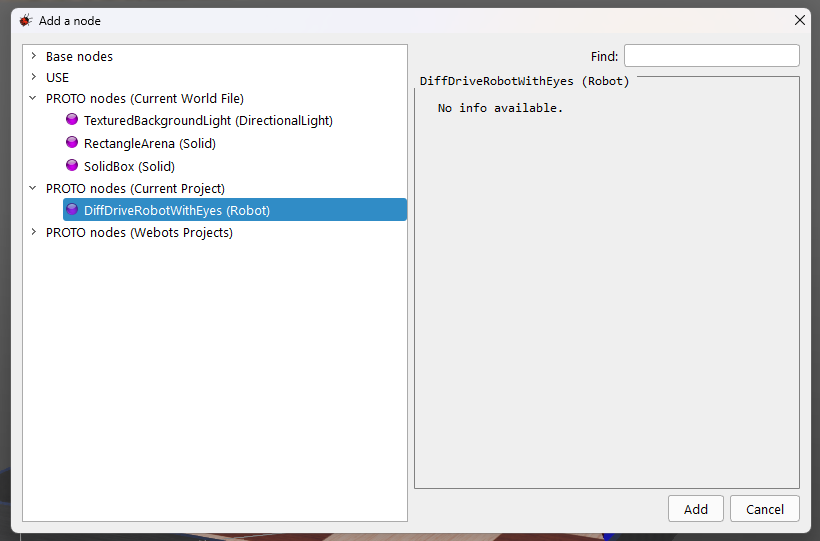 Add a node
Base nodes
USE
PROTO nodes (Current World File)
TexturedBackgroundLight (DirectionalLight)
RectangleArena (Solid)
SolidBox (Solid)
PROTO nodes (Current Project)
DiffDriveRobotWithEyes (Robot)
PROTO nodes (Webots Projects)
Find:
DiffDriveRobotWithEyes (Robot)
No info available.
Add
Cancel